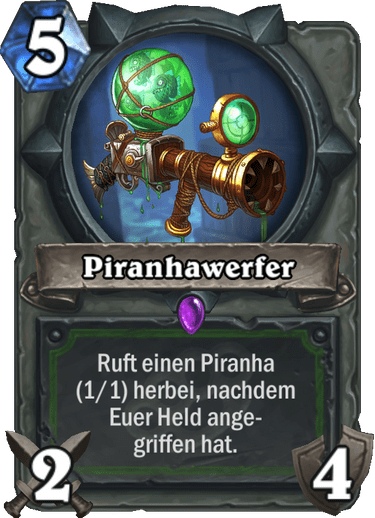 5
Piranhawerfer
Ruft einen Piranha
(1/1) herbei, nachdem
Euer Held ange-
griffen hat.
2
4